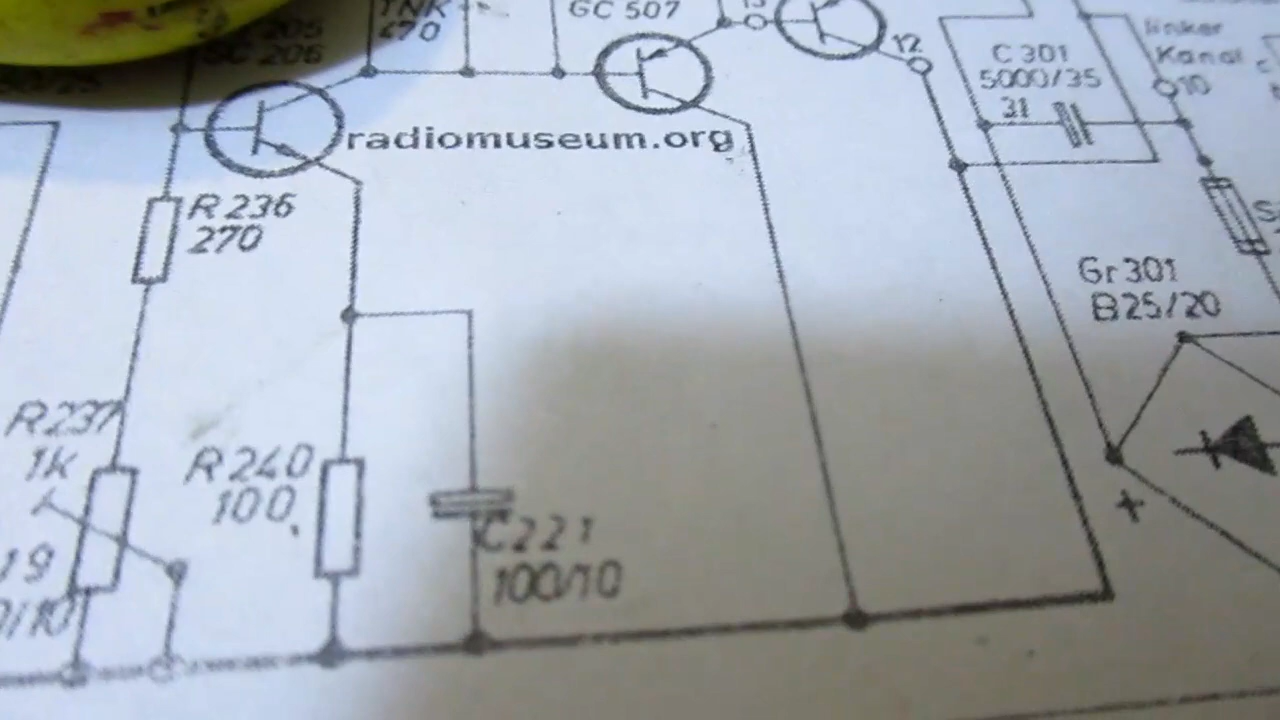 TNK
470
GC 507
13
12
C 301
5000/35
31
linker
Kanal
10
radiomuseum.org
R 236
270
Gr 301
B25/20
R 237
1k
R 240
100
+
C 221
100/10